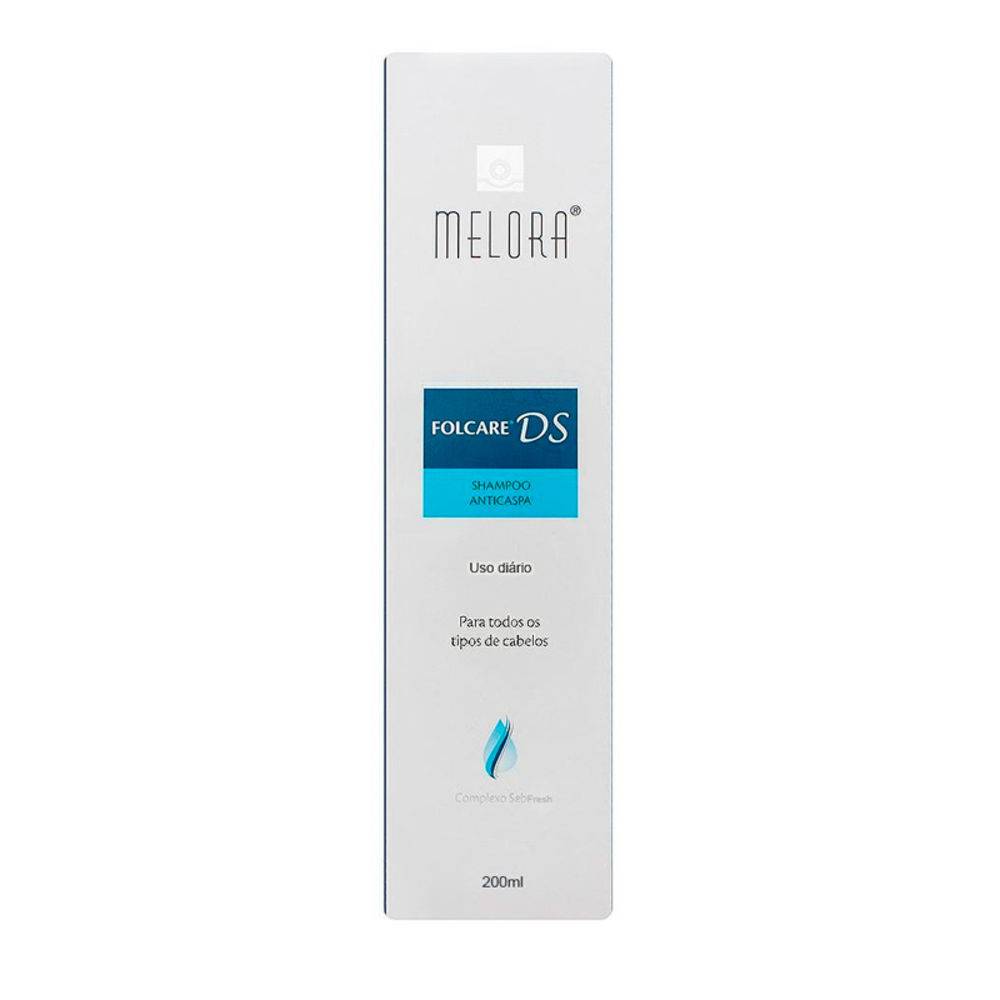 MELORA®
FOLCARE® DS
SHAMPOO
ANTICASPA
Uso diário
Para todos os
tipos de cabelos
Complexo SebFresh
200ml